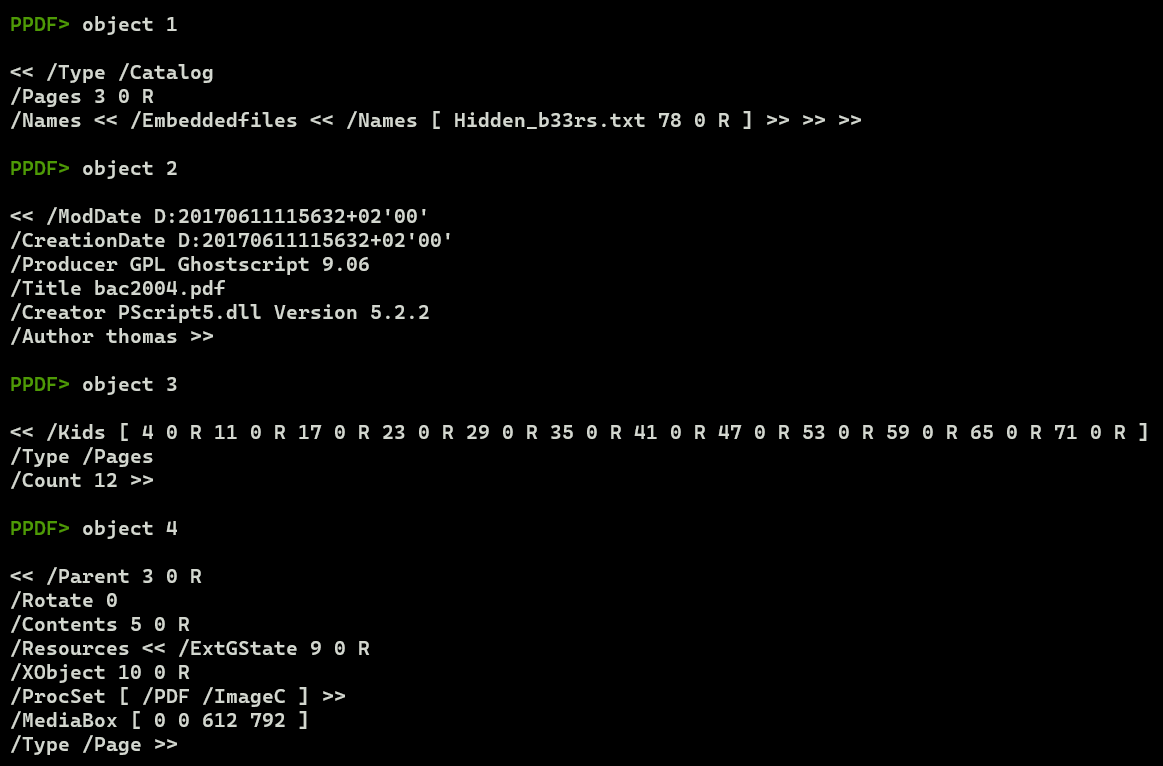 PPDF> object 1
<< /Type /Catalog
/Pages 3 0 R
/Names << /Embeddedfiles << /Names [ Hidden_b33rs.txt 78 0 R ] >> >> >>
PPDF> object 2
<< /ModDate D:20170611115632+02'00'
/CreationDate D:20170611115632+02'00'
/Producer GPL Ghostscript 9.06
/Title bac2004.pdf
/Creator PScript5.dll Version 5.2.2
/Author thomas >>
PPDF> object 3
<< /Kids [ 4 0 R 11 0 R 17 0 R 23 0 R 29 0 R 35 0 R 41 0 R 47 0 R 53 0 R 59 0 R 65 0 R 71 0 R ]
/Type /Pages
/Count 12 >>
PPDF> object 4
<< /Parent 3 0 R
/Rotate 0
/Contents 5 0 R
/Resources << /ExtGState 9 0 R
/XObject 10 0 R
/ProcSet [ /PDF /ImageC ] >>
/MediaBox [ 0 0 612 792 ]
/Type /Page >>